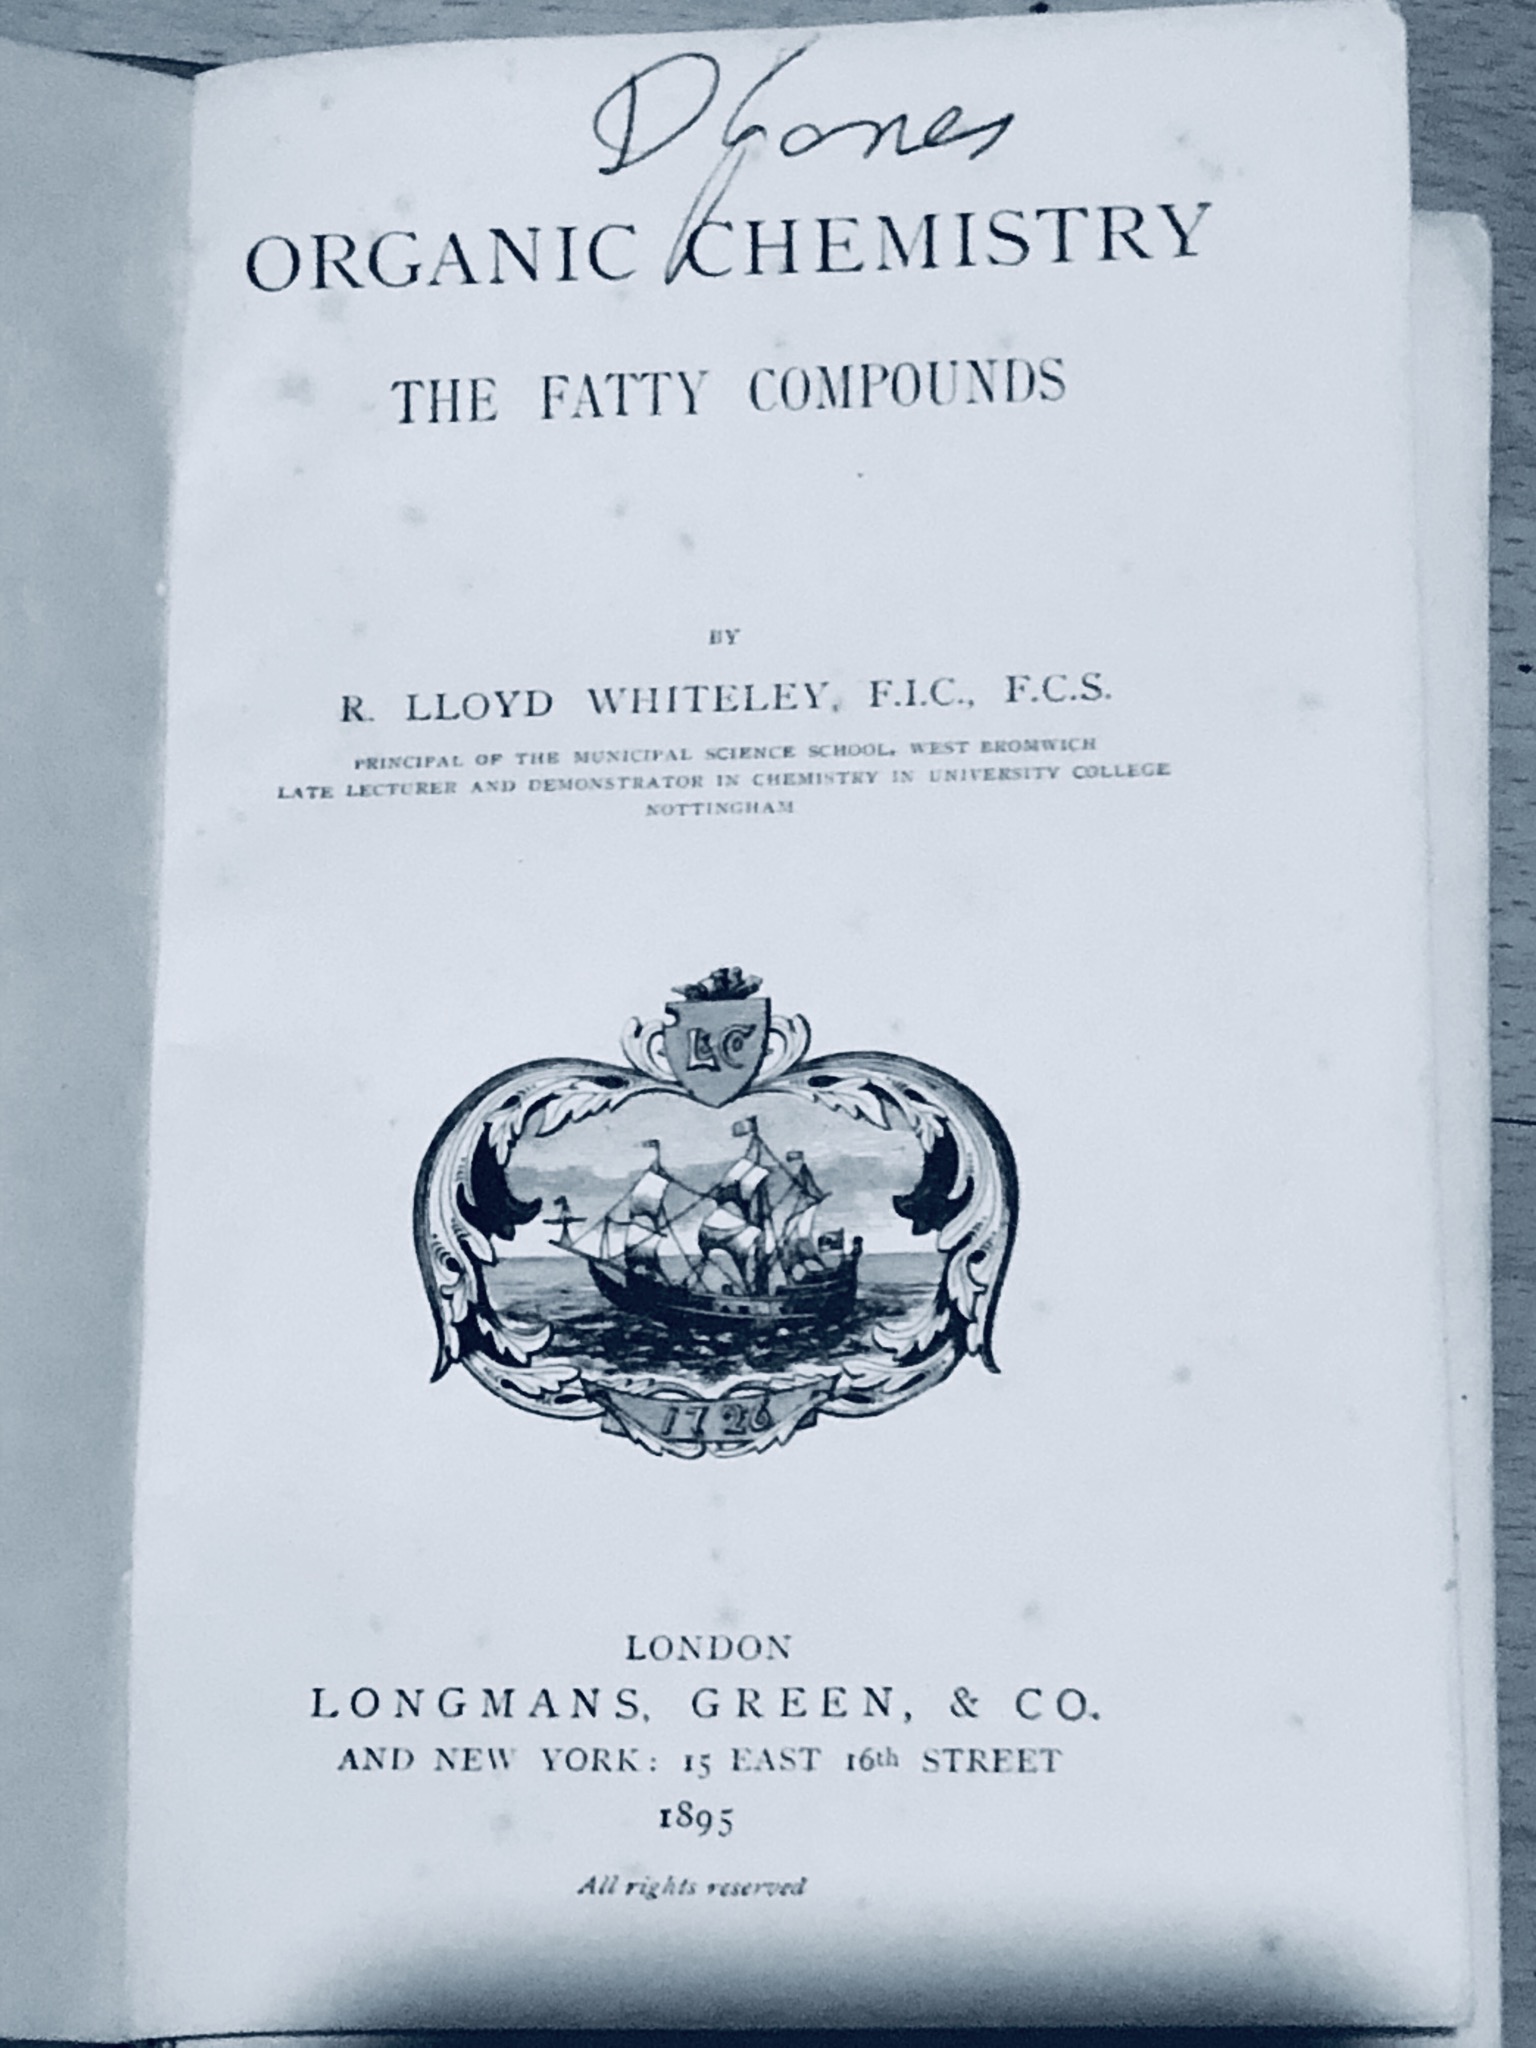 D Jones
ORGANIC CHEMISTRY
THE FATTY COMPOUNDS
BY
R. LLOYD WHITELEY, F.I.C., F.C.S.
PRINCIPAL OF THE MUNICIPAL SCIENCE SCHOOL, WEST BROMWICH
LATE LECTURER AND DEMONSTRATOR IN CHEMISTRY IN UNIVERSITY COLLEGE
NOTTINGHAM
L C
1726
LONDON
LONGMANS, GREEN, & CO.
AND NEW YORK: 15 EAST 16th STREET
1895
All rights reserved